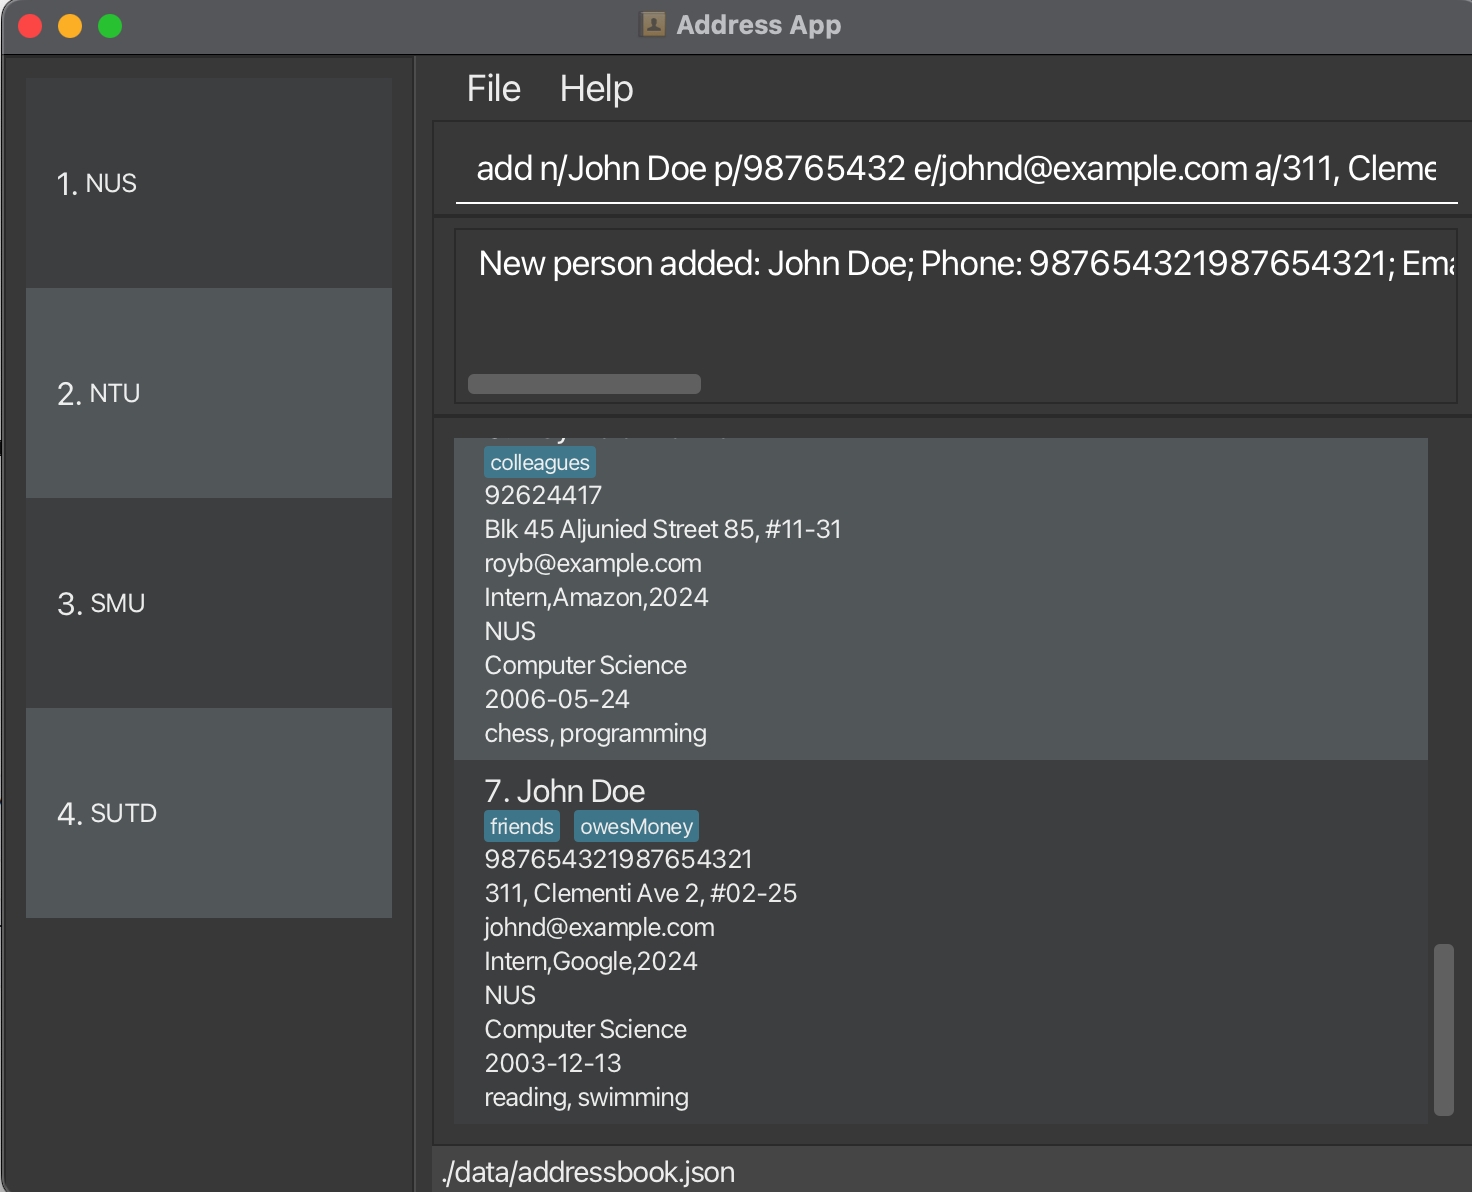 Address App
1. NUS
2. NTU
3. SMU
4. SUTD
File Help
add n/John Doe p/98765432 e/johnd@example.com a/311, Cleme
New person added: John Doe; Phone: 987654321987654321; Ema
colleagues
92624417
Blk 45 Aljunied Street 85, #11-31
royb@example.com
Intern,Amazon,2024
NUS
Computer Science
2006-05-24
chess, programming
7. John Doe
friends owesMoney
987654321987654321
311, Clementi Ave 2, #02-25
johnd@example.com
Intern,Google,2024
NUS
Computer Science
2003-12-13
reading, swimming
./data/addressbook.json